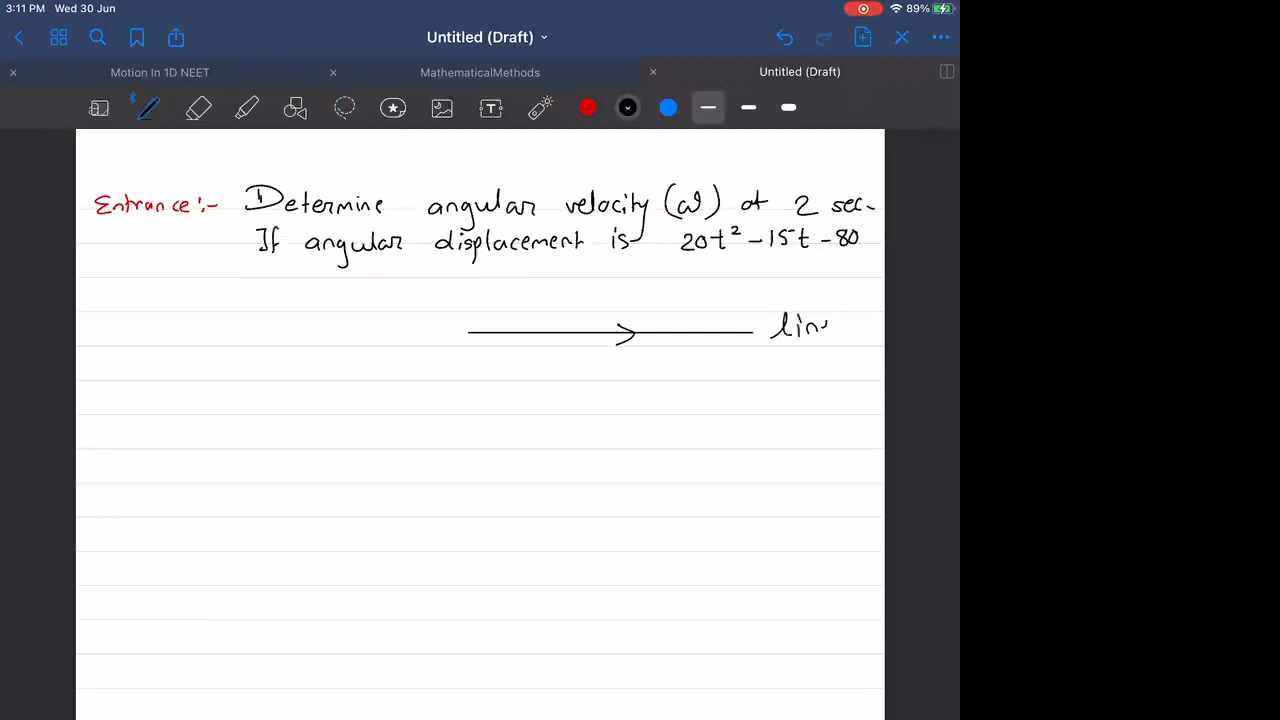 3:11 PM Wed 30 Jun
89%
Untitled (Draft)
Motion In 1D NEET
MathematicalMethods
Untitled (Draft)
T
Entrance:- Determine angular velocity (ω) at 2 sec.
If angular displacement is 20t² - 15t - 80
lin